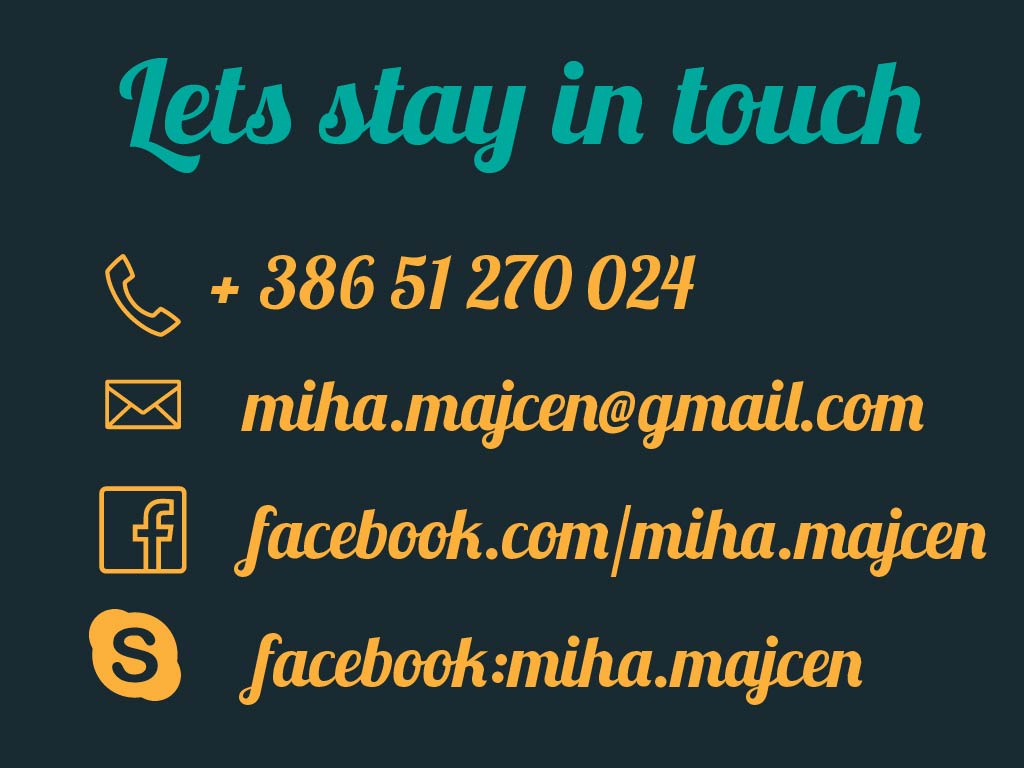 Lets stay in touch
+ 386 51 270 024
miha.majcen@gmail.com
facebook.com/miha.majcen
facebook:miha.majcen